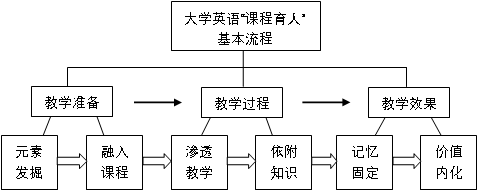 大学英语“课程育人”
基本流程
教学准备
教学过程
教学效果
元素
发掘
融入
课程
渗透
教学
依附
知识
记忆
固定
价值
内化